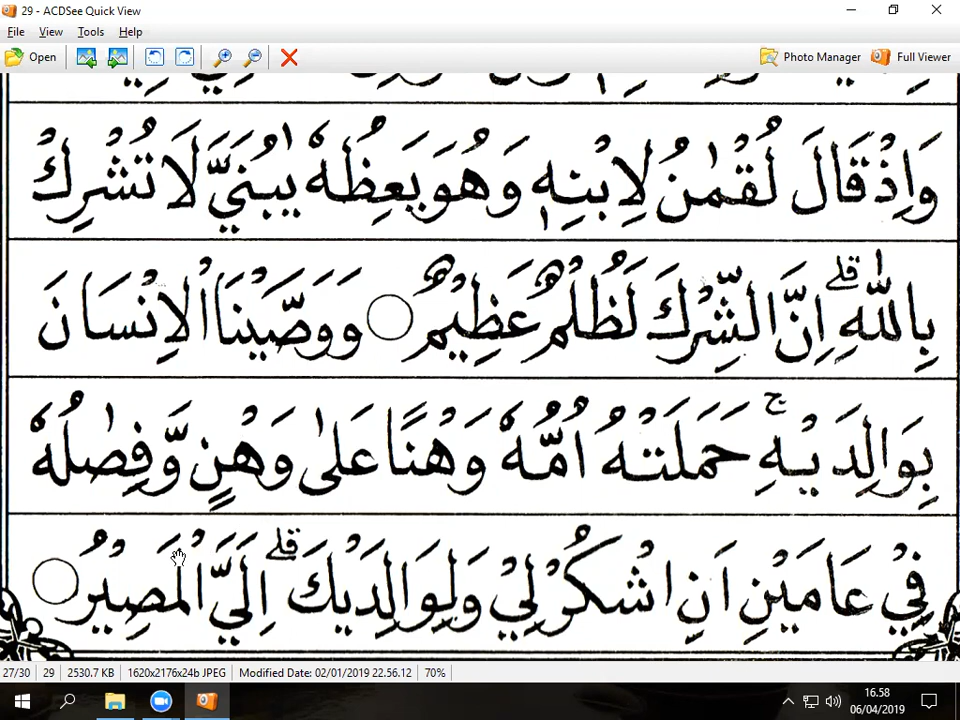 29 - ACDSee Quick View
File View Tools Help
Open Photo Manager Full Viewer
وَاِذْ قَالَ لُقْمٰنُ لِابْنِهٖ وَهُوَ يَعِظُهٗ يٰبُنَيَّ لَا تُشْرِكْ
بِاللّٰهِ ۗ اِنَّ الشِّرْكَ لَظُلْمٌ عَظِيْمٌ ○ وَوَصَّيْنَا الْاِنْسَانَ
بِوَالِدَيْهِ ۚ حَمَلَتْهُ اُمُّهٗ وَهْنًا عَلٰى وَهْنٍ وَّفِصٰلُهٗ
فِيْ عَامَيْنِ اَنِ اشْكُرْ لِيْ وَلِوَالِدَيْكَ ۗ اِلَيَّ الْمَصِيْرُ ○
27/30 29 2530.7 KB 1620x2176x24b JPEG Modified Date: 02/01/2019 22.56.12 70%
16.58
06/04/2019